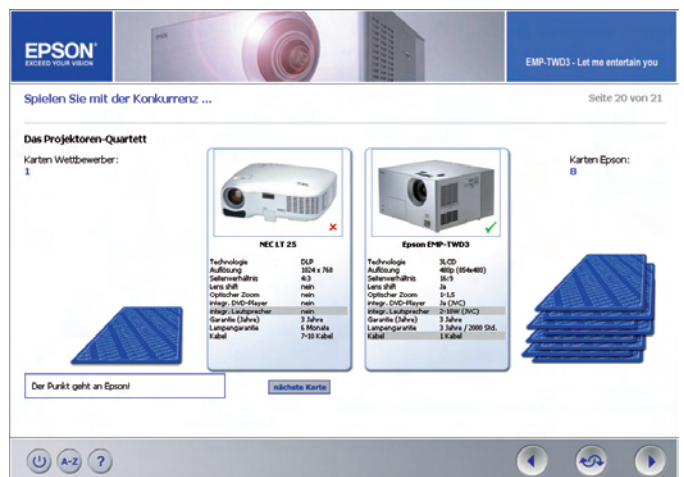 EPSON
EXCEED YOUR VISION
EMP-TWD3 - Let me entertain you
Spielen Sie mit der Konkurrenz ...
Seite 20 von 21
Das Projektoren-Quartett
Karten Wettbewerber:
1
Karten Epson:
8
NEC LT 25
Technologie DLP
Auflösung 1024 x 768
Seitenverhältnis 4:3
Lens shift nein
Optischer Zoom nein
integr. DVD-Player nein
integr. Lautsprecher nein
Garantie (Jahre) 3 Jahre
Lampengarantie 6 Monate
Kabel 7-10 Kabel
Epson EMP-TWD3
Technologie 3LCD
Auflösung 480p (854x480)
Seitenverhältnis 16:9
Lens shift Ja
Optischer Zoom 1-1,5
integr. DVD-Player Ja (JVC)
integr. Lautsprecher 2*10W (JVC)
Garantie (Jahre) 3 Jahre
Lampengarantie 3 Jahre / 2000 Std.
Kabel 1 Kabel
Der Punkt geht an Epson!
nächste Karte
A-Z
?